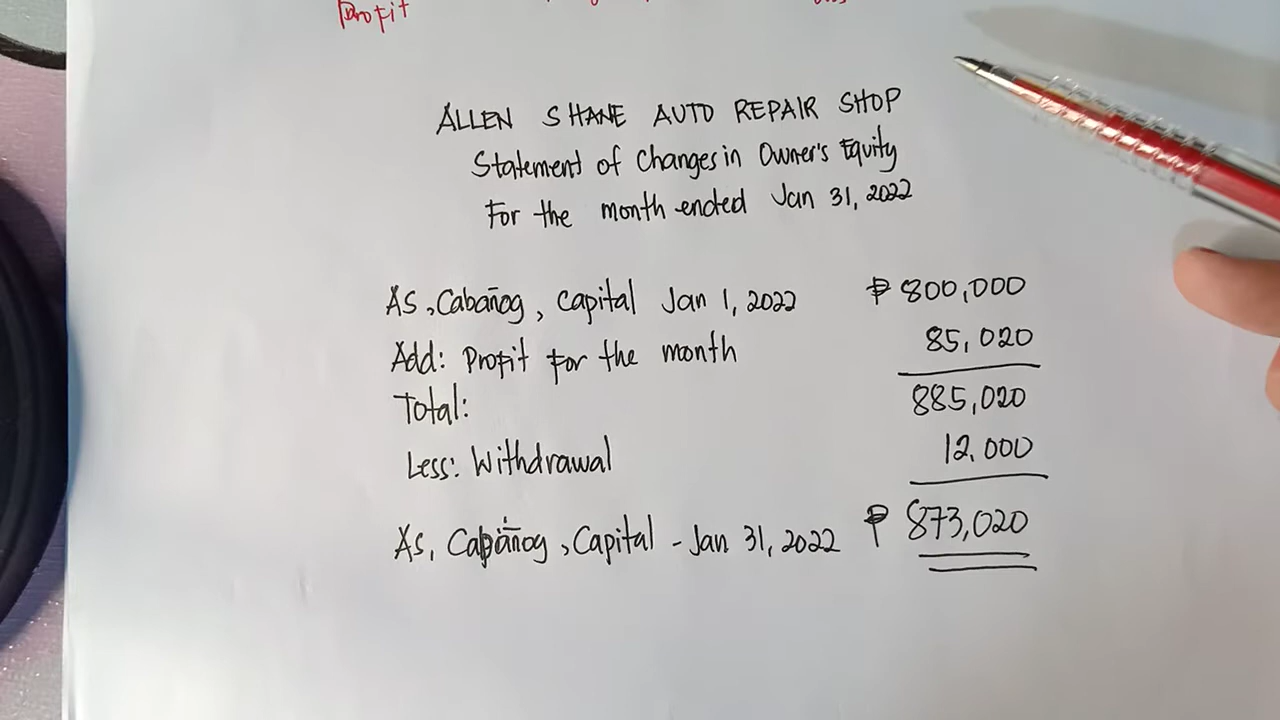 Profit
ALLEN SHANE AUTO REPAIR SHOP
Statement of Changes in Owner's Equity
For the month ended Jan 31, 2022
AS, Cabañog, Capital Jan 1, 2022 ₱ 800,000
Add: Profit for the month 85,020
Total: 885,020
Less: Withdrawal 12,000
AS, Cabañog, Capital - Jan 31, 2022 ₱ 873,020